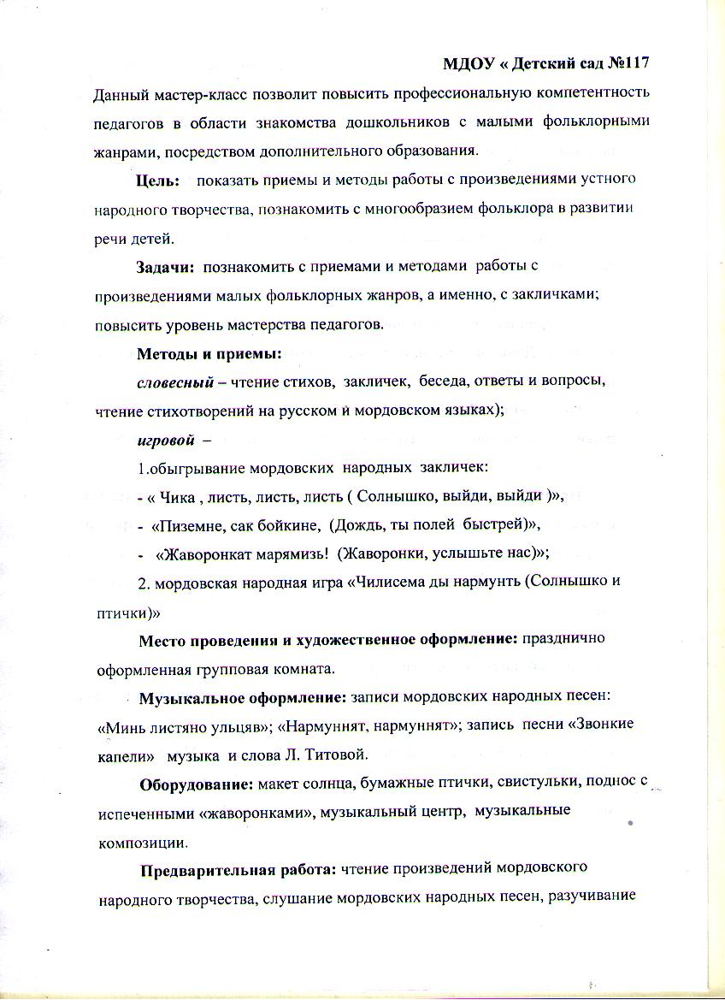 МДОУ « Детский сад №117
Данный мастер-класс позволит повысить профессиональную компетентность
педагогов в области знакомства дошкольников с малыми фольклорными
жанрами, посредством дополнительного образования.
Цель: показать приемы и методы работы с произведениями устного
народного творчества, познакомить с многообразием фольклора в развитии
речи детей.
Задачи: познакомить с приемами и методами работы с
произведениями малых фольклорных жанров, а именно, с закличками;
повысить уровень мастерства педагогов.
Методы и приемы:
словесный – чтение стихов, закличек, беседа, ответы и вопросы,
чтение стихотворений на русском и мордовском языках);
игровой –
1.обыгрывание мордовских народных закличек:
- « Чика , листь, листь, листь ( Солнышко, выйди, выйди )»,
- «Пиземне, сак бойкине, (Дождь, ты полей быстрей)»,
- «Жаворонкат марямизь! (Жаворонки, услышьте нас)»;
2. мордовская народная игра «Чилисема ды нармунть (Солнышко и
птички)»
Место проведения и художественное оформление: празднично
оформленная групповая комната.
Музыкальное оформление: записи мордовских народных песен:
«Минь листяно ульцяв»; «Нармуннят, нармуннят»; запись песни «Звонкие
капели» музыка и слова Л. Титовой.
Оборудование: макет солнца, бумажные птички, свистульки, поднос с
испеченными «жаворонками», музыкальный центр, музыкальные
композиции.
Предварительная работа: чтение произведений мордовского
народного творчества, слушание мордовских народных песен, разучивание